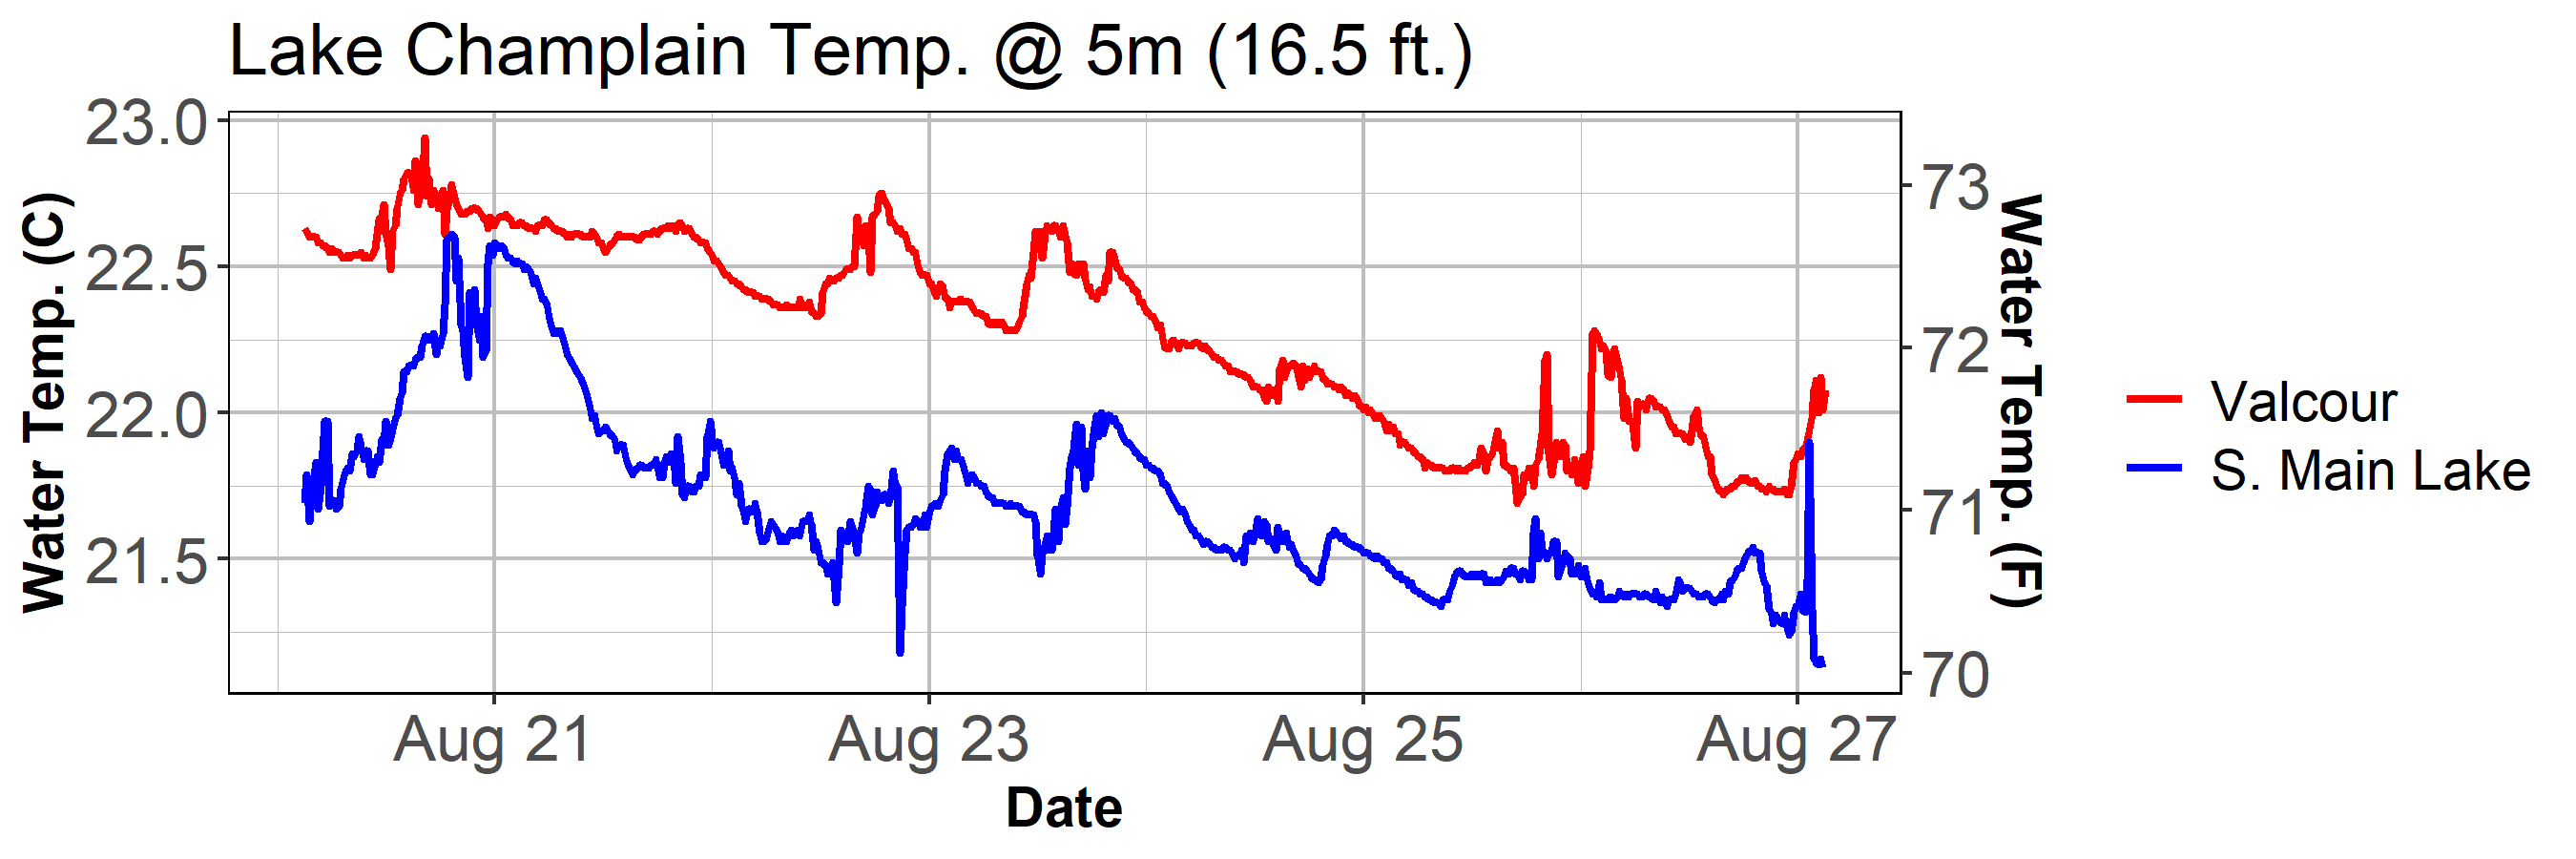 Lake Champlain Temp. @ 5m (16.5 ft.)
Water Temp. (C)
23.0
22.5
22.0
21.5
73
72
71
70
Water Temp. (F)
Aug 21
Aug 23
Aug 25
Aug 27
Date
Valcour
S. Main Lake